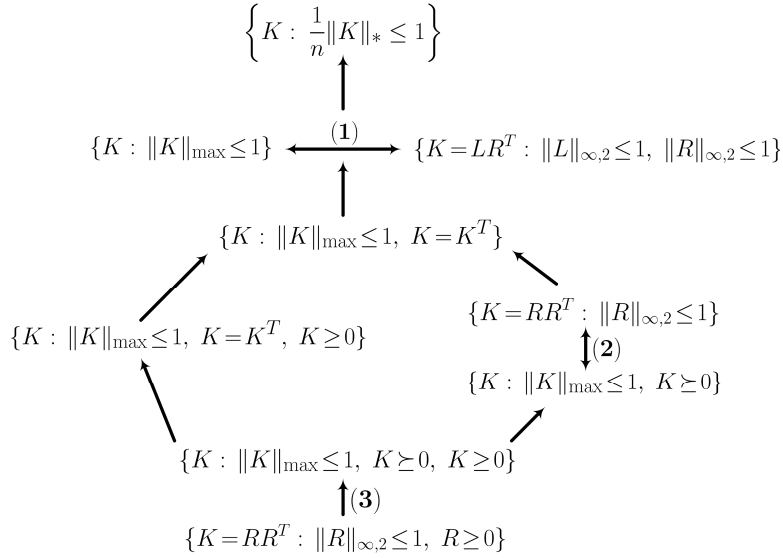 {K : 1/n ‖K‖_* ≤ 1}
(1)
{K : ‖K‖_max ≤ 1}
{K = LR^T : ‖L‖_∞,2 ≤ 1, ‖R‖_∞,2 ≤ 1}
{K : ‖K‖_max ≤ 1, K = K^T}
{K = RR^T : ‖R‖_∞,2 ≤ 1}
{K : ‖K‖_max ≤ 1, K = K^T, K ≥ 0}
(2)
{K : ‖K‖_max ≤ 1, K ⪰ 0}
{K : ‖K‖_max ≤ 1, K ⪰ 0, K ≥ 0}
(3)
{K = RR^T : ‖R‖_∞,2 ≤ 1, R ≥ 0}